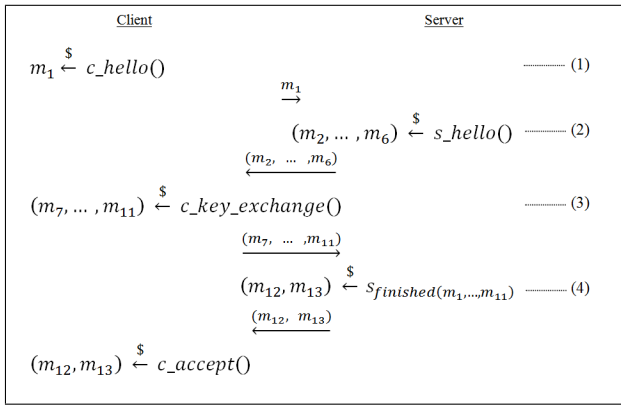 Client Server
m₁ ←$ c_hello() ............... (1)
m₁ →
(m₂, … , m₆) ←$ s_hello() ............... (2)
(m₂, … ,m₆) ←
(m₇, … , m₁₁) ←$ c_key_exchange() ............... (3)
(m₇, … ,m₁₁) →
(m₁₂, m₁₃) ←$ s_finished(m₁,…,m₁₁) ............... (4)
(m₁₂, m₁₃) ←
(m₁₂, m₁₃) ←$ c_accept()